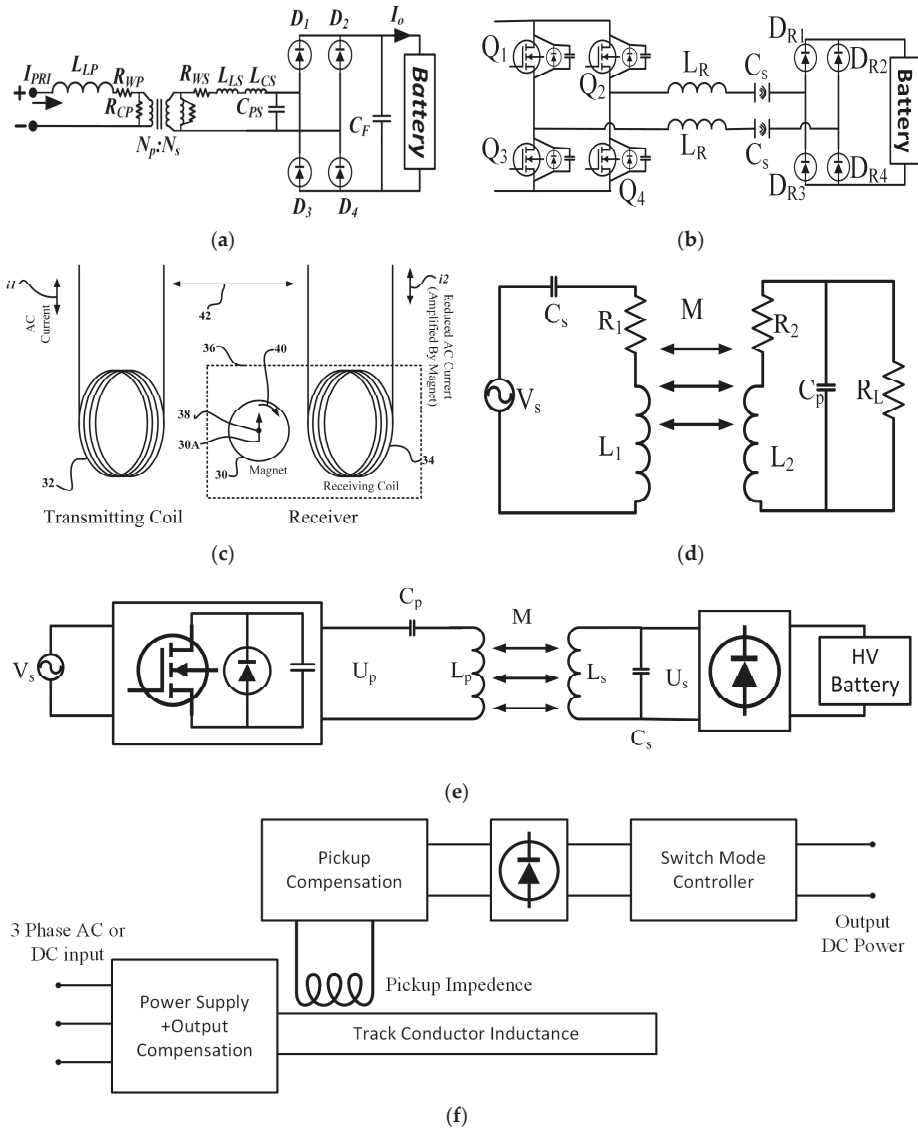 I_PRI
L_LP
R_WP
R_CP
N_p:N_s
R_WS
L_LS
L_CS
C_PS
D_1
D_2
D_3
D_4
C_F
I_o
Battery
(a)
Q_1
Q_2
Q_3
Q_4
L_R
L_R
C_s
C_s
D_R1
D_R2
D_R3
D_R4
Battery
(b)
i1
AC
Current
42
36
40
38
30A
30
Magnet
32
34
Receiving Coil
i2
Reduced AC Current
(Amplified By Magnet)
Transmitting Coil
Receiver
(c)
V_s
C_s
R_1
L_1
M
R_2
L_2
C_p
R_L
(d)
V_s
U_p
C_p
L_p
M
L_s
C_s
U_s
HV
Battery
(e)
Pickup
Compensation
Switch Mode
Controller
3 Phase AC or
DC input
Output
DC Power
Pickup Impedence
Power Supply
+Output
Compensation
Track Conductor Inductance
(f)